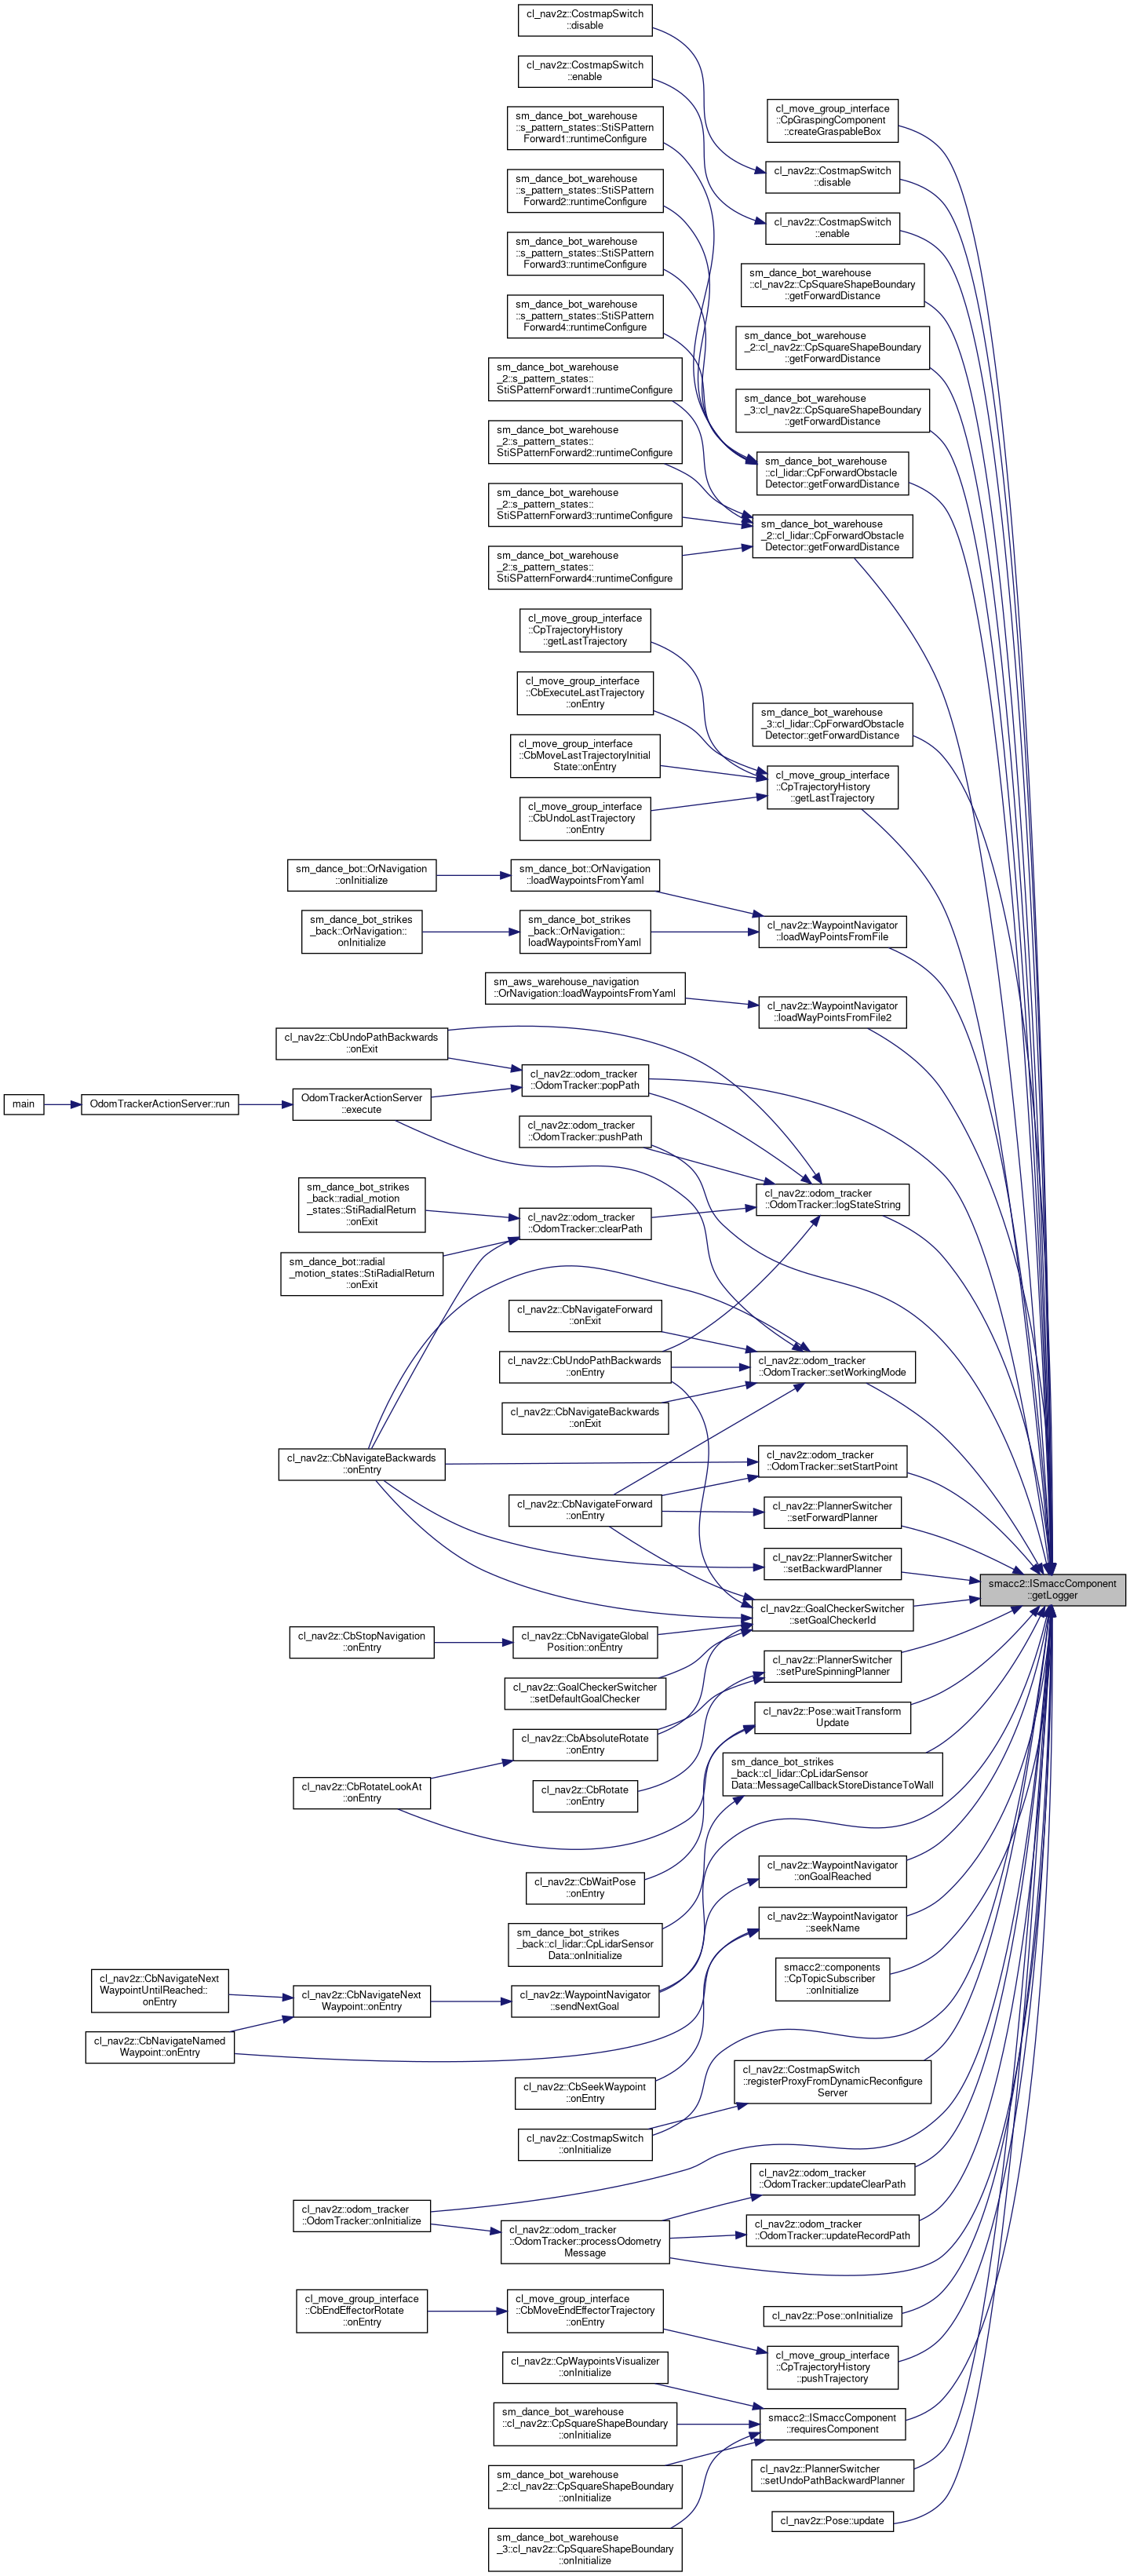 cl_nav2z::CostmapSwitch
::disable
cl_nav2z::CostmapSwitch
::enable
cl_move_group_interface
::CpGraspingComponent
::createGraspableBox
sm_dance_bot_warehouse
::s_pattern_states::StiSPattern
Forward1::runtimeConfigure
cl_nav2z::CostmapSwitch
::disable
sm_dance_bot_warehouse
::s_pattern_states::StiSPattern
Forward2::runtimeConfigure
cl_nav2z::CostmapSwitch
::enable
sm_dance_bot_warehouse
::s_pattern_states::StiSPattern
Forward3::runtimeConfigure
sm_dance_bot_warehouse
::cl_nav2z::CpSquareShapeBoundary
::getForwardDistance
sm_dance_bot_warehouse
::s_pattern_states::StiSPattern
Forward4::runtimeConfigure
sm_dance_bot_warehouse
_2::cl_nav2z::CpSquareShapeBoundary
::getForwardDistance
sm_dance_bot_warehouse
_2::s_pattern_states::
StiSPatternForward1::runtimeConfigure
sm_dance_bot_warehouse
_3::cl_nav2z::CpSquareShapeBoundary
::getForwardDistance
sm_dance_bot_warehouse
_2::s_pattern_states::
StiSPatternForward2::runtimeConfigure
sm_dance_bot_warehouse
::cl_lidar::CpForwardObstacle
Detector::getForwardDistance
sm_dance_bot_warehouse
_2::s_pattern_states::
StiSPatternForward3::runtimeConfigure
sm_dance_bot_warehouse
_2::cl_lidar::CpForwardObstacle
Detector::getForwardDistance
sm_dance_bot_warehouse
_2::s_pattern_states::
StiSPatternForward4::runtimeConfigure
cl_move_group_interface
::CpTrajectoryHistory
::getLastTrajectory
cl_move_group_interface
::CbExecuteLastTrajectory
::onEntry
sm_dance_bot_warehouse
_3::cl_lidar::CpForwardObstacle
Detector::getForwardDistance
cl_move_group_interface
::CbMoveLastTrajectoryInitial
State::onEntry
cl_move_group_interface
::CpTrajectoryHistory
::getLastTrajectory
cl_move_group_interface
::CbUndoLastTrajectory
::onEntry
sm_dance_bot::OrNavigation
::onInitialize
sm_dance_bot::OrNavigation
::loadWaypointsFromYaml
sm_dance_bot_strikes
_back::OrNavigation::
onInitialize
sm_dance_bot_strikes
_back::OrNavigation::
loadWaypointsFromYaml
cl_nav2z::WaypointNavigator
::loadWayPointsFromFile
sm_aws_warehouse_navigation
::OrNavigation::loadWaypointsFromYaml
cl_nav2z::WaypointNavigator
::loadWayPointsFromFile2
cl_nav2z::CbUndoPathBackwards
::onExit
cl_nav2z::odom_tracker
::OdomTracker::popPath
main
OdomTrackerActionServer::run
OdomTrackerActionServer
::execute
cl_nav2z::odom_tracker
::OdomTracker::pushPath
sm_dance_bot_strikes
_back::radial_motion
_states::StiRadialReturn
::onExit
cl_nav2z::odom_tracker
::OdomTracker::logStateString
cl_nav2z::odom_tracker
::OdomTracker::clearPath
sm_dance_bot::radial
_motion_states::StiRadialReturn
::onExit
cl_nav2z::CbNavigateForward
::onExit
cl_nav2z::CbUndoPathBackwards
::onEntry
cl_nav2z::odom_tracker
::OdomTracker::setWorkingMode
cl_nav2z::CbNavigateBackwards
::onExit
cl_nav2z::CbNavigateBackwards
::onEntry
cl_nav2z::odom_tracker
::OdomTracker::setStartPoint
cl_nav2z::CbNavigateForward
::onEntry
cl_nav2z::PlannerSwitcher
::setForwardPlanner
cl_nav2z::PlannerSwitcher
::setBackwardPlanner
smacc2::ISmaccComponent
::getLogger
cl_nav2z::GoalCheckerSwitcher
::setGoalCheckerId
cl_nav2z::CbStopNavigation
::onEntry
cl_nav2z::CbNavigateGlobal
Position::onEntry
cl_nav2z::PlannerSwitcher
::setPureSpinningPlanner
cl_nav2z::GoalCheckerSwitcher
::setDefaultGoalChecker
cl_nav2z::Pose::waitTransform
Update
cl_nav2z::CbAbsoluteRotate
::onEntry
sm_dance_bot_strikes
_back::cl_lidar::CpLidarSensor
Data::MessageCallbackStoreDistanceToWall
cl_nav2z::CbRotateLookAt
::onEntry
cl_nav2z::CbRotate
::onEntry
cl_nav2z::WaypointNavigator
::onGoalReached
cl_nav2z::CbWaitPose
::onEntry
cl_nav2z::WaypointNavigator
::seekName
sm_dance_bot_strikes
_back::cl_lidar::CpLidarSensor
Data::onInitialize
smacc2::components
::CpTopicSubscriber
::onInitialize
cl_nav2z::CbNavigateNext
WaypointUntilReached::
onEntry
cl_nav2z::CbNavigateNext
Waypoint::onEntry
cl_nav2z::WaypointNavigator
::sendNextGoal
cl_nav2z::CbNavigateNamed
Waypoint::onEntry
cl_nav2z::CostmapSwitch
::registerProxyFromDynamicReconfigure
Server
cl_nav2z::CbSeekWaypoint
::onEntry
cl_nav2z::CostmapSwitch
::onInitialize
cl_nav2z::odom_tracker
::OdomTracker::updateClearPath
cl_nav2z::odom_tracker
::OdomTracker::onInitialize
cl_nav2z::odom_tracker
::OdomTracker::processOdometry
Message
cl_nav2z::odom_tracker
::OdomTracker::updateRecordPath
cl_move_group_interface
::CbEndEffectorRotate
::onEntry
cl_move_group_interface
::CbMoveEndEffectorTrajectory
::onEntry
cl_nav2z::Pose::onInitialize
cl_move_group_interface
::CpTrajectoryHistory
::pushTrajectory
cl_nav2z::CpWaypointsVisualizer
::onInitialize
sm_dance_bot_warehouse
::cl_nav2z::CpSquareShapeBoundary
::onInitialize
smacc2::ISmaccComponent
::requiresComponent
sm_dance_bot_warehouse
_2::cl_nav2z::CpSquareShapeBoundary
::onInitialize
cl_nav2z::PlannerSwitcher
::setUndoPathBackwardPlanner
sm_dance_bot_warehouse
_3::cl_nav2z::CpSquareShapeBoundary
::onInitialize
cl_nav2z::Pose::update